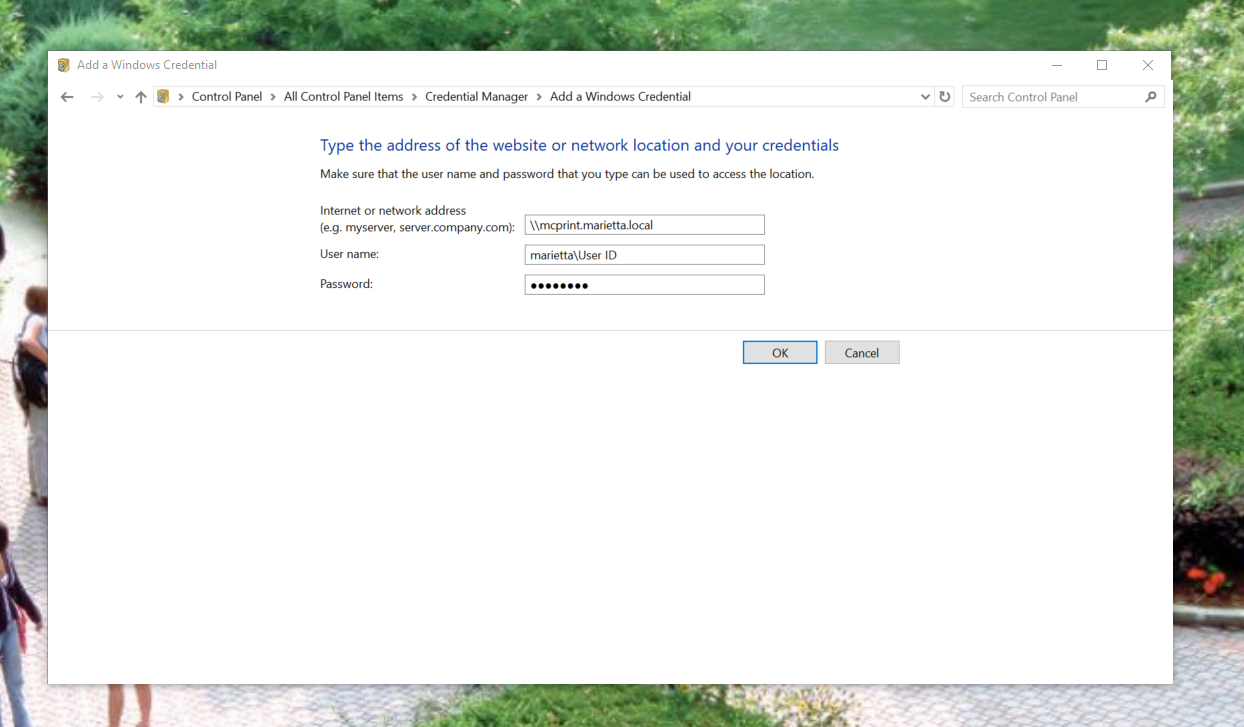 Add a Windows Credential
Control Panel > All Control Panel Items > Credential Manager > Add a Windows Credential
Search Control Panel
Type the address of the website or network location and your credentials
Make sure that the user name and password that you type can be used to access the location.
Internet or network address
(e.g. myserver, server.company.com): \\mcprint.marietta.local
User name: marietta\User ID
Password: ●●●●●●●●
OK Cancel